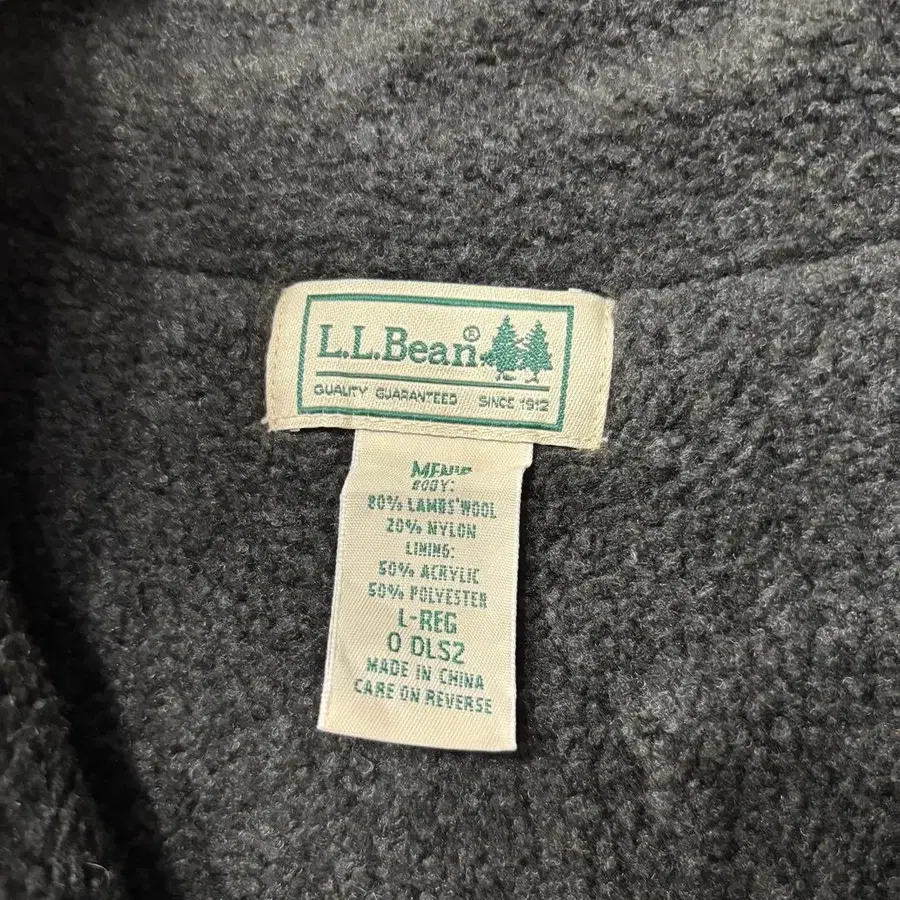 L.L.Bean®
QUALITY GUARANTEED SINCE 1912
MEN'S
BODY:
80% LAMBS'WOOL
20% NYLON
LINING:
50% ACRYLIC
50% POLYESTER
L-REG
0 DLS2
MADE IN CHINA
CARE ON REVERSE